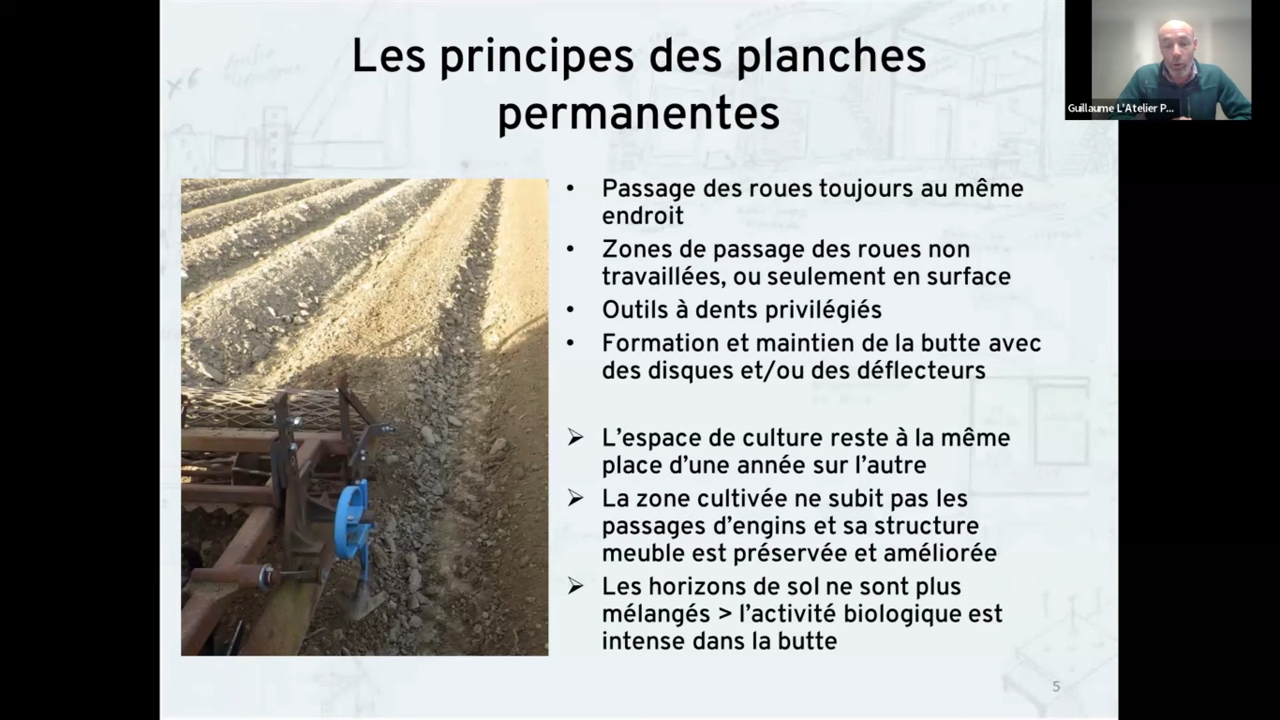 Les principes des planches
permanentes
Guillaume L'Atelier P...
• Passage des roues toujours au même
endroit
• Zones de passage des roues non
travaillées, ou seulement en surface
• Outils à dents privilégiés
• Formation et maintien de la butte avec
des disques et/ou des déflecteurs
➢ L'espace de culture reste à la même
place d'une année sur l'autre
➢ La zone cultivée ne subit pas les
passages d'engins et sa structure
meuble est préservée et améliorée
➢ Les horizons de sol ne sont plus
mélangés > l'activité biologique est
intense dans la butte
5